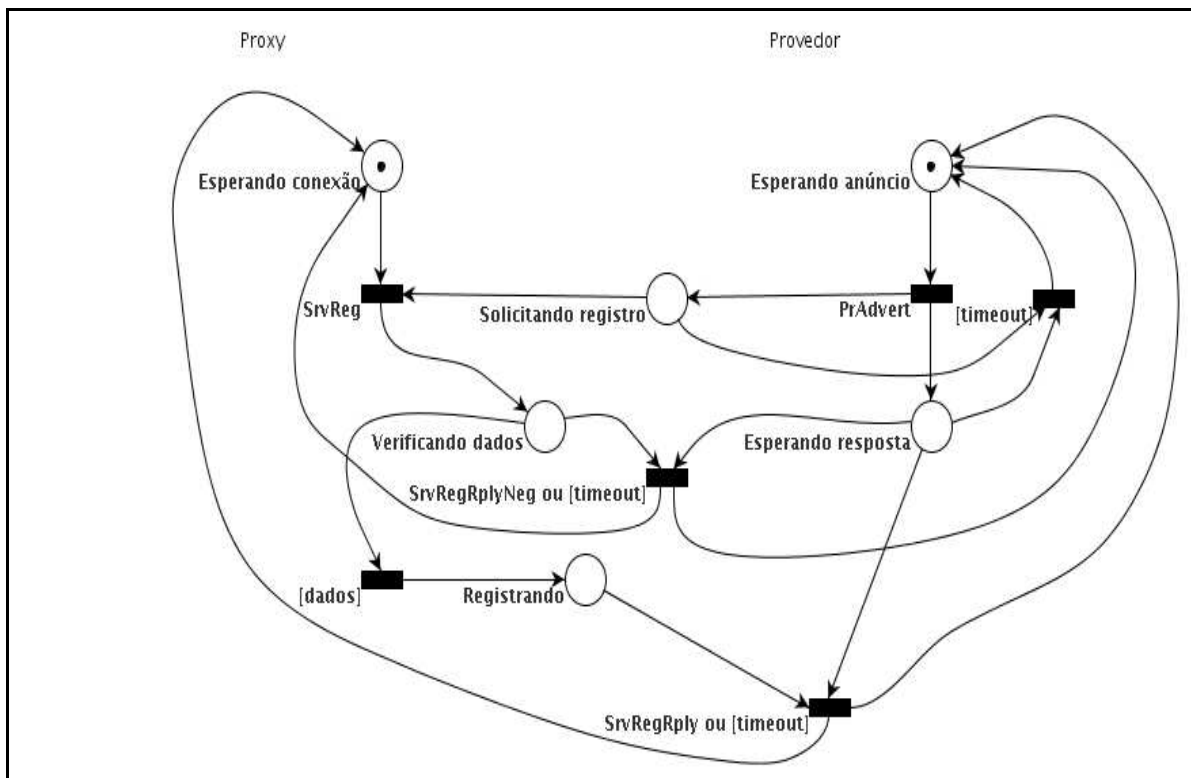 Proxy
Provedor
Esperando conexão
Esperando anúncio
SrvReg
Solicitando registro
PrAdvert
[timeout]
Verificando dados
Esperando resposta
SrvRegRplyNeg ou [timeout]
[dados]
Registrando
SrvRegRply ou [timeout]